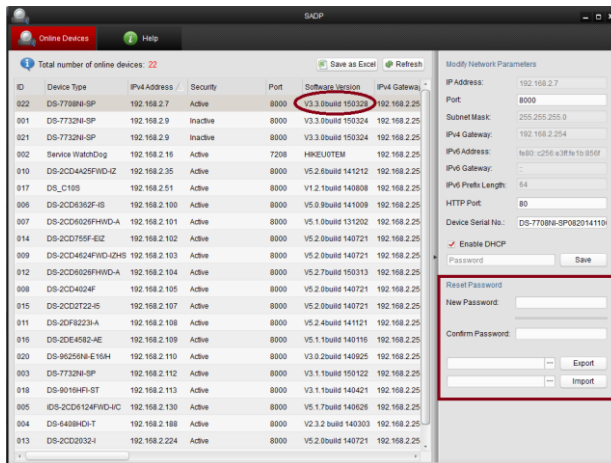 SADP
Online Devices
Help
Total number of online devices: 22
Save as Excel
Refresh
ID Device Type IPv4 Address Security Port Software Version IPv4 Gateway
022 DS-7708NI-SP 192.168.2.7 Active 8000 V3.3.0build 150328 192.168.2.25
001 DS-7732NI-SP 192.168.2.9 Inactive 8000 V3.3.0build 150324 192.168.2.25
021 DS-7732NI-SP 192.168.2.9 Inactive 8000 V3.3.0build 150324 192.168.2.25
002 Service WatchDog 192.168.2.16 Active 7208 HIKEU0TEM 192.168.2.25
010 DS-2CD4A25FWD-IZ 192.168.2.35 Active 8000 V5.2.6build 141212 192.168.2.25
017 DS_C10S 192.168.2.51 Active 8000 V1.2.1build 140808 192.168.2.25
006 DS-2CD6362F-IS 192.168.2.100 Active 8000 V5.0.9build 141009 192.168.2.25
007 DS-2CD6026FHWD-A 192.168.2.101 Active 8000 V5.1.0build 131202 192.168.2.25
014 DS-2CD755F-EIZ 192.168.2.102 Active 8000 V5.2.0build 140721 192.168.2.25
009 DS-2CD4624FWD-IZHS 192.168.2.103 Active 8000 V5.2.0build 140721 192.168.2.25
012 DS-2CD6026FHWD-A 192.168.2.104 Active 8000 V5.2.7build 150313 192.168.2.25
008 DS-2CD4024F 192.168.2.105 Active 8000 V5.2.0build 140721 192.168.2.25
015 DS-2CD2T22-I5 192.168.2.107 Active 8000 V5.2.0build 140721 192.168.2.25
011 DS-2DF8223I-A 192.168.2.108 Active 8000 V5.2.4build 141121 192.168.2.25
016 DS-2DE4582-AE 192.168.2.109 Active 8000 V5.1.1build 140116 192.168.2.25
020 DS-96256NI-E16/H 192.168.2.110 Active 8000 V3.0.2build 140925 192.168.2.25
003 DS-7732NI-SP 192.168.2.112 Active 8000 V3.1.1build 150122 192.168.2.25
018 DS-9016HFI-ST 192.168.2.113 Active 8000 V3.1.1build 140421 192.168.2.25
005 iDS-2CD6124FWD-I/C 192.168.2.130 Active 8000 V5.1.7build 140626 192.168.2.25
004 DS-6408HDI-T 192.168.2.188 Active 8000 V2.3.2 build 140303 192.168.2.25
013 DS-2CD2032-I 192.168.2.224 Active 8000 V5.2.0build 140721 192.168.2.25
Modify Network Parameters
IP Address: 192.168.2.7
Port: 8000
Subnet Mask: 255.255.255.0
IPv4 Gateway: 192.168.2.254
IPv6 Address: fe80::c256:e3ff:fe1b:856f
IPv6 Gateway: ::
IPv6 Prefix Length: 64
HTTP Port: 80
Device Serial No.: DS-7708NI-SP082014110
Enable DHCP
Password
Save
Reset Password
New Password:
Confirm Password:
... Export
... Import